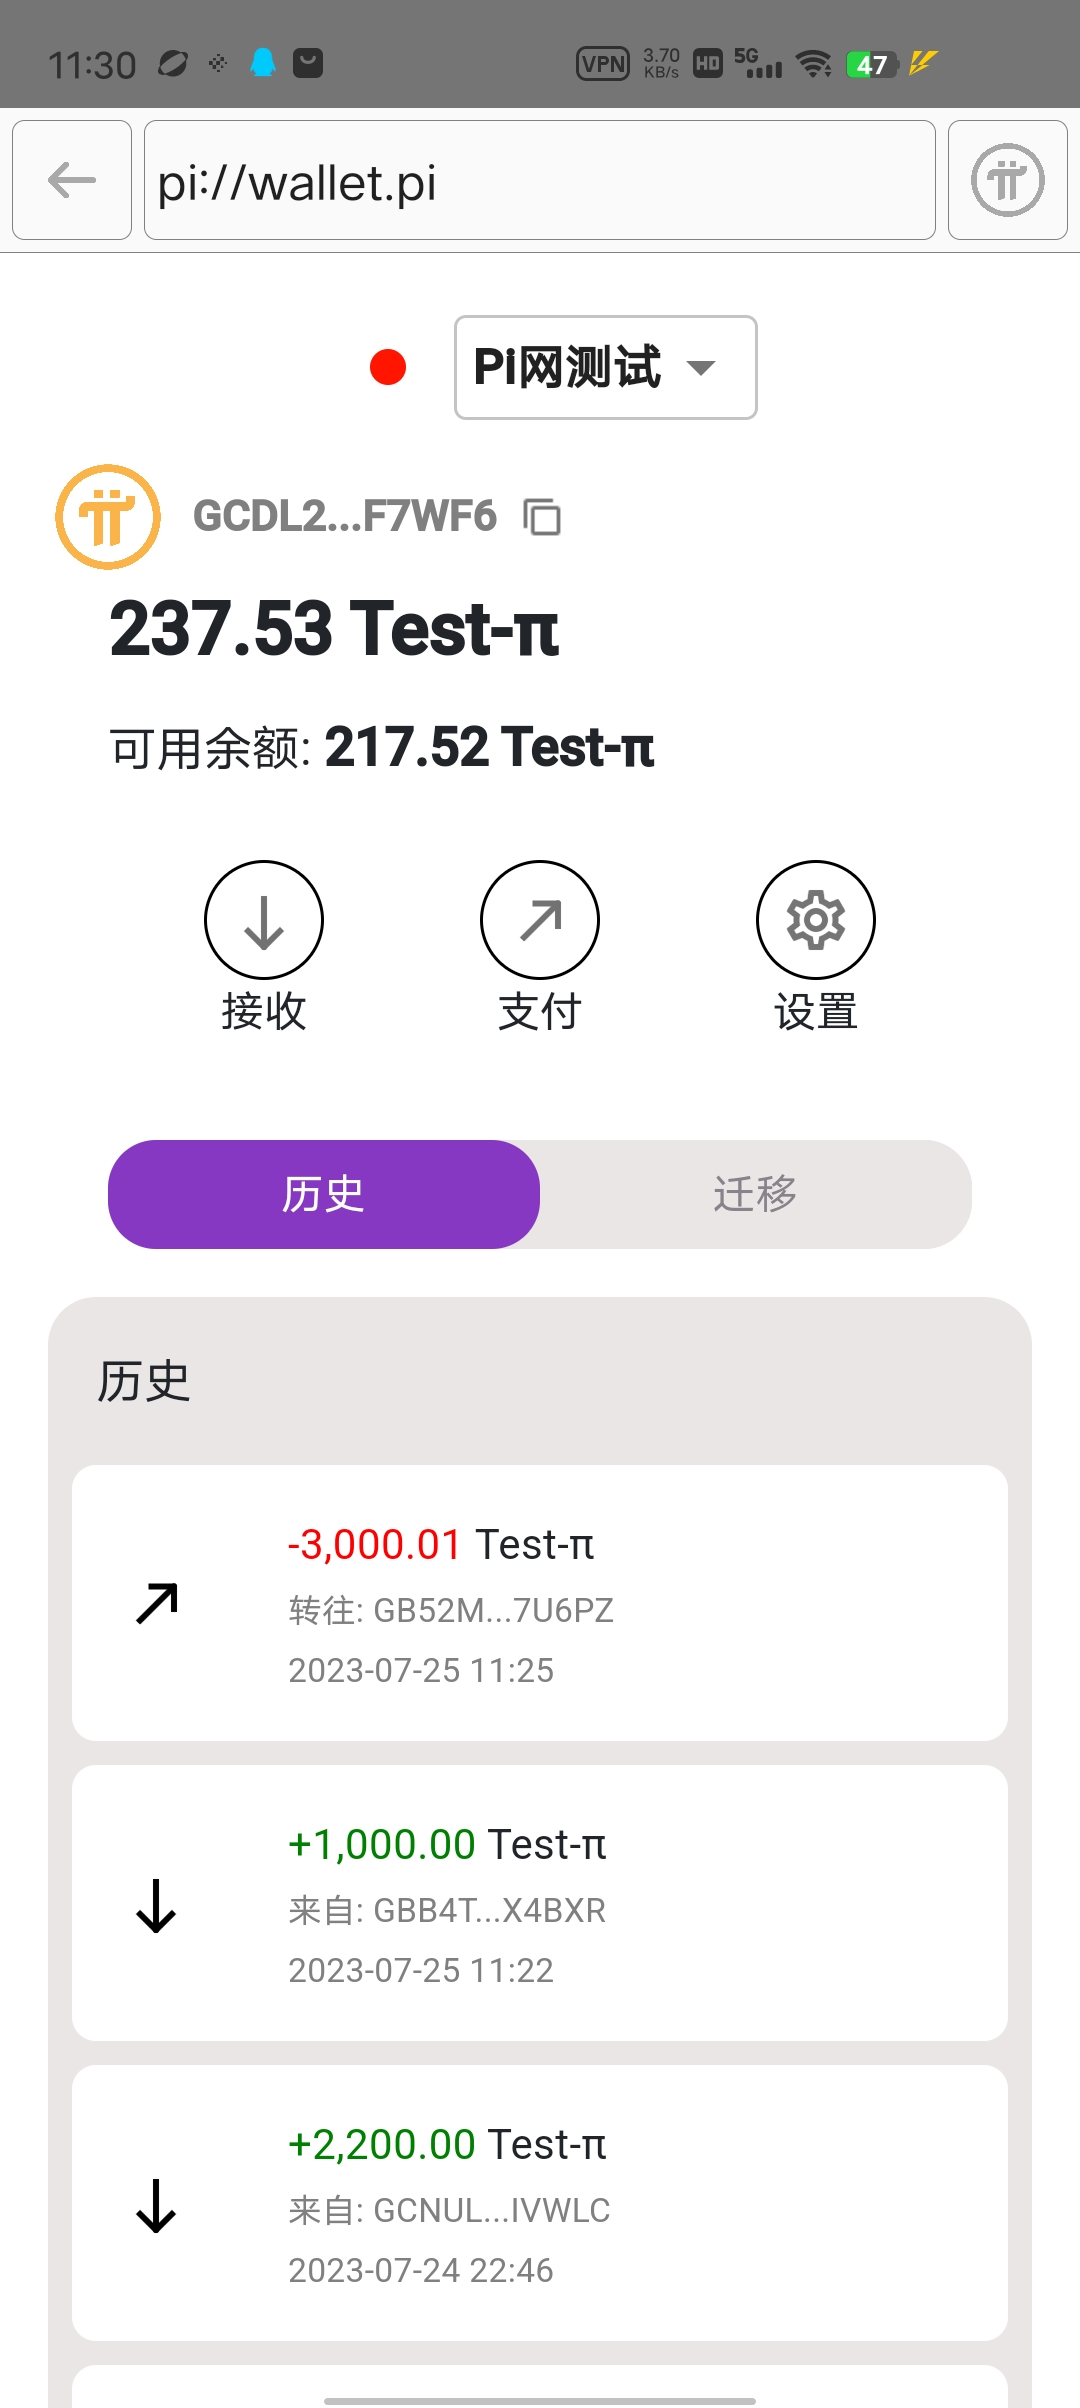 11:30 VPN 3.70 KB/s HD 5G 47
pi://wallet.pi
Pi网测试
GCDL2...F7WF6
237.53 Test-π
可用余额: 217.52 Test-π
接收 支付 设置
历史 迁移
历史
-3,000.01 Test-π
转往: GB52M...7U6PZ
2023-07-25 11:25
+1,000.00 Test-π
来自: GBB4T...X4BXR
2023-07-25 11:22
+2,200.00 Test-π
来自: GCNUL...IVWLC
2023-07-24 22:46